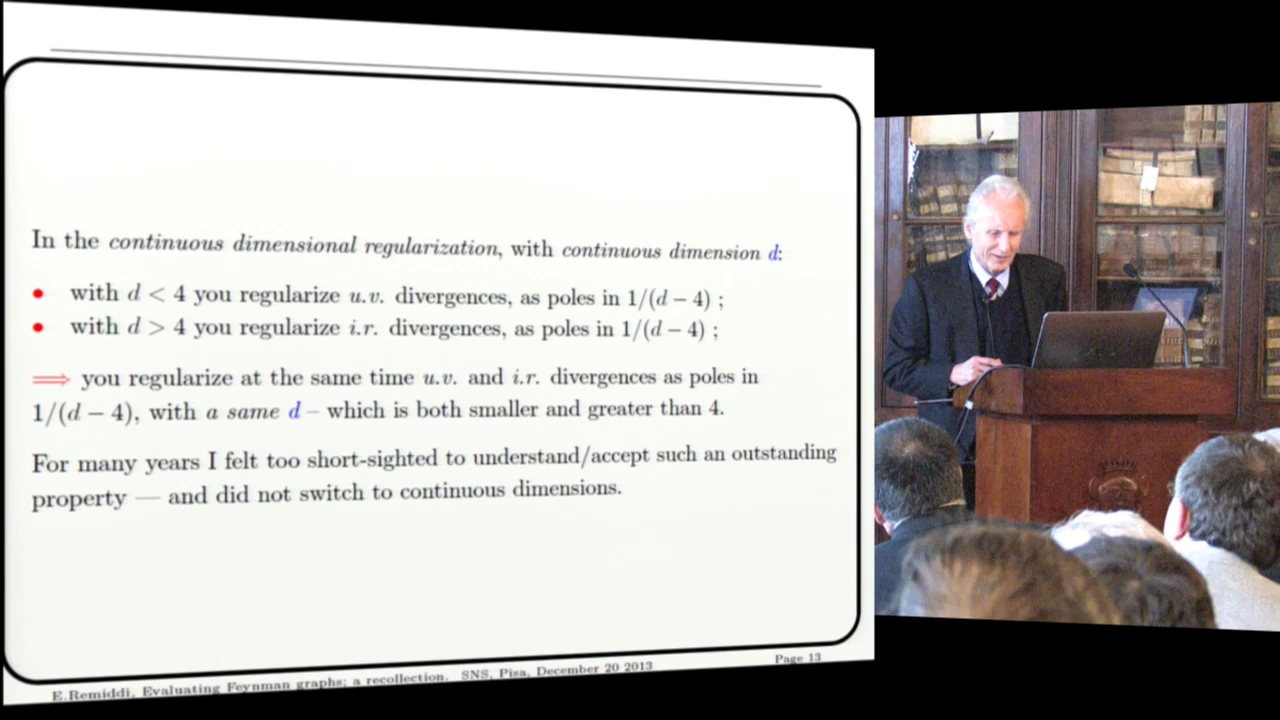 In the continuous dimensional regularization, with continuous dimension d:
• with d < 4 you regularize u.v. divergences, as poles in 1/(d − 4) ;
• with d > 4 you regularize i.r. divergences, as poles in 1/(d − 4) ;
⟹ you regularize at the same time u.v. and i.r. divergences as poles in
1/(d − 4), with a same d – which is both smaller and greater than 4.
For many years I felt too short-sighted to understand/accept such an outstanding
property — and did not switch to continuous dimensions.
E.Remiddi, Evaluating Feynman graphs; a recollection. SNS, Pisa, December 20 2013
Page 13